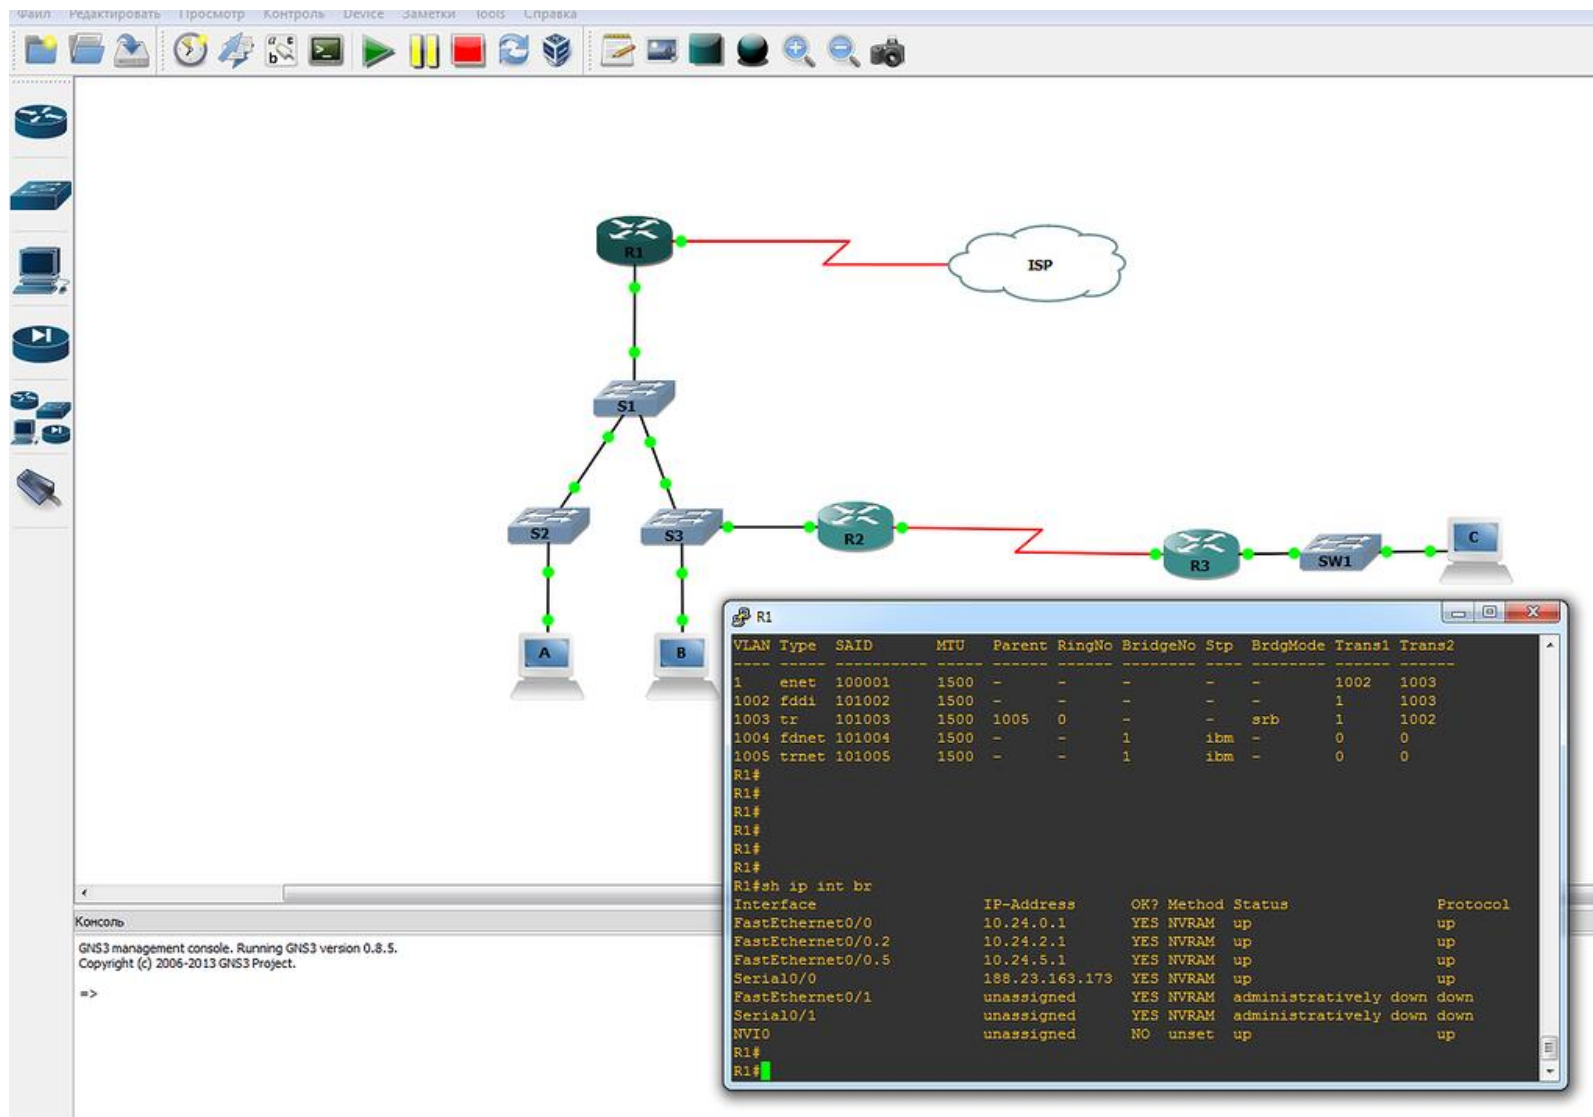 Файл Редактировать Просмотр Контроль Device Заметки Tools Справка
R1
ISP
S1
S2
S3
R2
R3
SW1
C
A
B
R1
VLAN Type  SAID       MTU   Parent RingNo BridgeNo Stp  BrdgMode Trans1 Trans2
---- ----- ---------- ----- ------ ------ -------- ---- -------- ------ ------
1    enet  100001     1500  -      -      -        -    -        1002   1003
1002 fddi  101002     1500  -      -      -        -    -        1      1003
1003 tr    101003     1500  1005   0      -        -    srb      1      1002
1004 fdnet 101004     1500  -      -      1        ibm  -        0      0
1005 trnet 101005     1500  -      -      1        ibm  -        0      0
R1#
R1#
R1#
R1#
R1#
R1#
R1#sh ip int br
Interface                  IP-Address      OK? Method Status                Protocol
FastEthernet0/0            10.24.0.1       YES NVRAM  up                    up
FastEthernet0/0.2          10.24.2.1       YES NVRAM  up                    up
FastEthernet0/0.5          10.24.5.1       YES NVRAM  up                    up
Serial0/0                  188.23.163.173  YES NVRAM  up                    up
FastEthernet0/1            unassigned      YES NVRAM  administratively down down
Serial0/1                  unassigned      YES NVRAM  administratively down down
NVI0                       unassigned      NO  unset  up                    up
R1#
R1#
Консоль
GNS3 management console. Running GNS3 version 0.8.5.
Copyright (c) 2006-2013 GNS3 Project.
=>